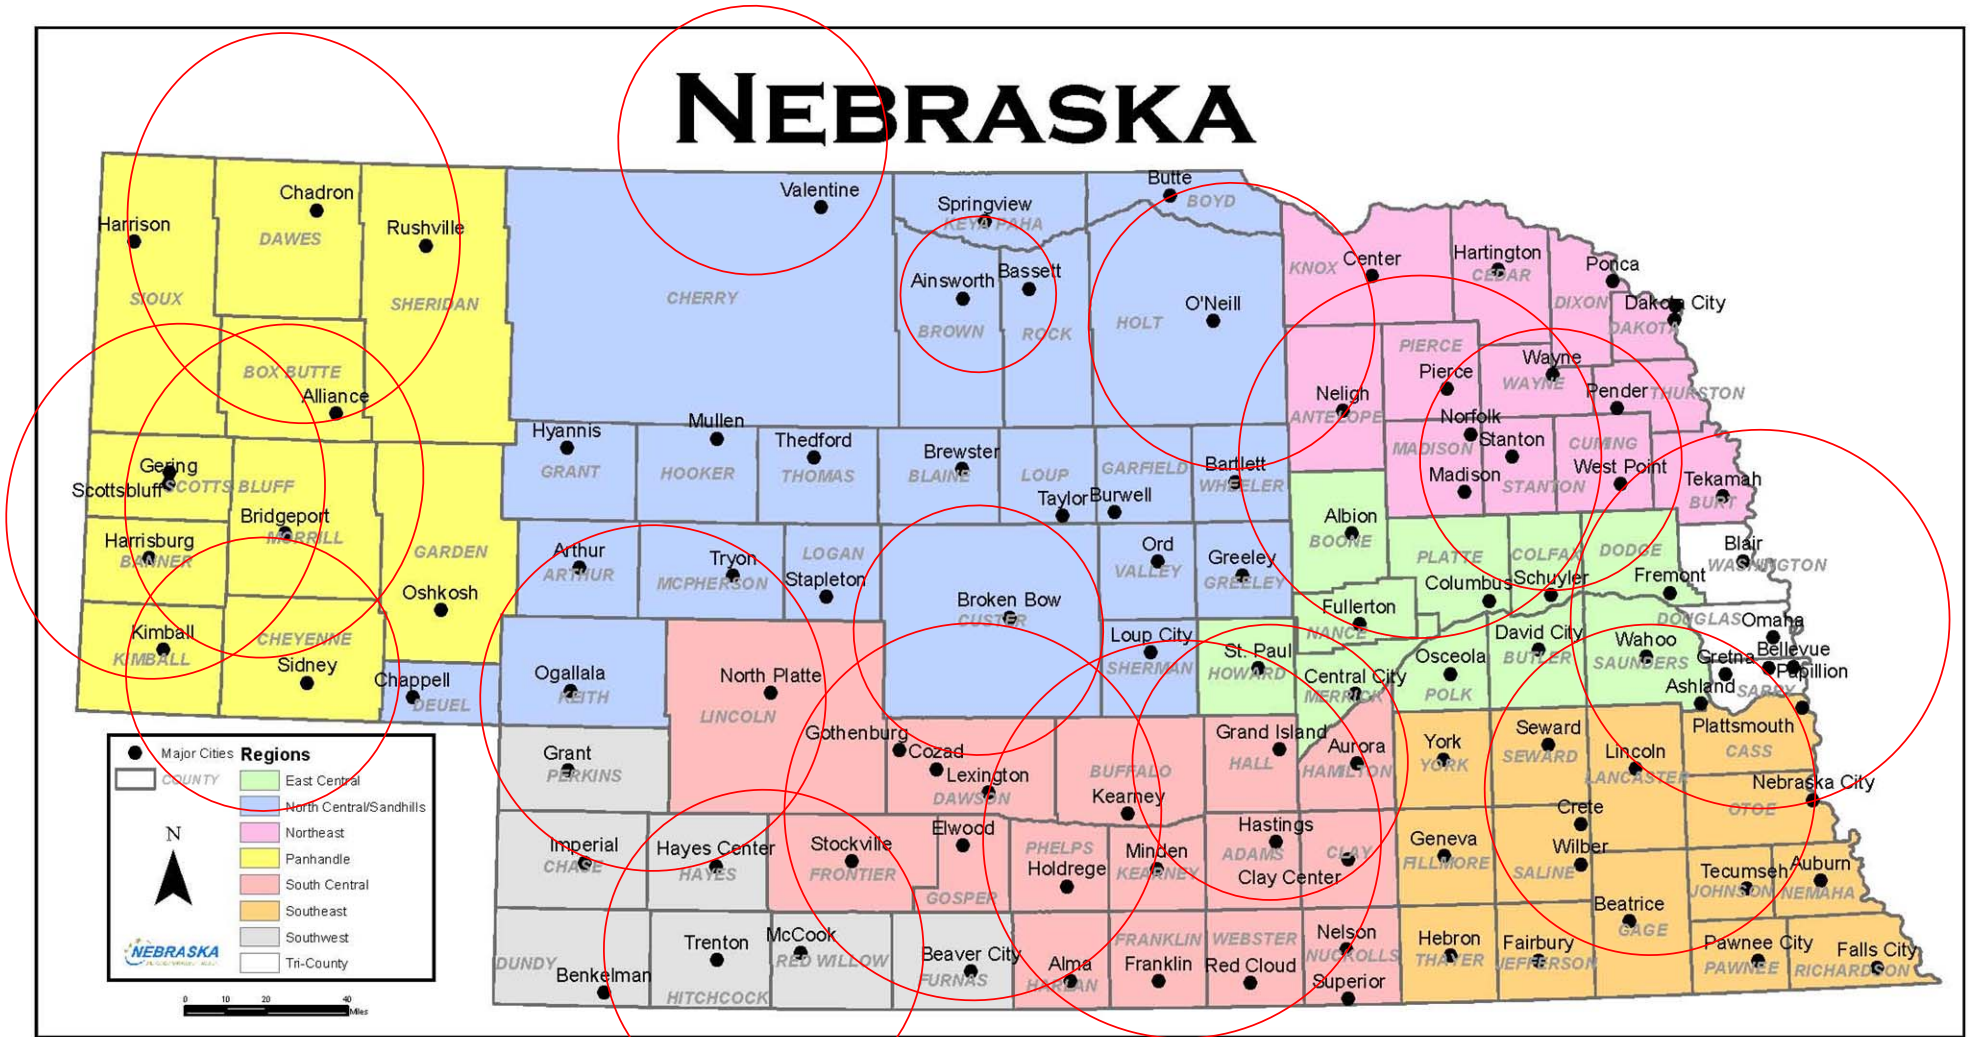 NEBRASKA
Harrison
Chadron
DAWES
Rushville
SIOUX
SHERIDAN
BOX BUTTE
Alliance
Gering
Scottsbluff
SCOTTS BLUFF
Bridgeport
MORRILL
Harrisburg
BANNER
GARDEN
Oshkosh
Kimball
KIMBALL
CHEYENNE
Sidney
Chappell
DEUEL
Valentine
CHERRY
Springview
KEYA PAHA
Butte
BOYD
Ainsworth
Bassett
BROWN
ROCK
HOLT
O'Neill
Hyannis
GRANT
Mullen
HOOKER
Thedford
THOMAS
Brewster
BLAINE
LOUP
Taylor
GARFIELD
Burwell
Bartlett
WHEELER
Arthur
ARTHUR
Tryon
MCPHERSON
LOGAN
Stapleton
Broken Bow
CUSTER
Ord
VALLEY
Greeley
GREELEY
Ogallala
KEITH
North Platte
LINCOLN
Loup City
SHERMAN
St. Paul
HOWARD
KNOX
Center
Hartington
CEDAR
Ponca
DIXON
Dakota City
DAKOTA
PIERCE
Pierce
Wayne
WAYNE
Pender
THURSTON
Neligh
ANTELOPE
Norfolk
MADISON
Madison
Stanton
STANTON
CUMING
West Point
Tekamah
BURT
Albion
BOONE
PLATTE
Columbus
COLFAX
Schuyler
DODGE
Fremont
Blair
WASHINGTON
Fullerton
NANCE
Central City
MERRICK
Osceola
POLK
David City
BUTLER
Wahoo
SAUNDERS
DOUGLAS
Omaha
Gretna
Bellevue
Papillion
SARPY
Ashland
Plattsmouth
CASS
Grant
PERKINS
Gothenburg
Cozad
Lexington
DAWSON
BUFFALO
Kearney
Grand Island
HALL
Aurora
HAMILTON
York
YORK
Seward
SEWARD
Lincoln
LANCASTER
Nebraska City
OTOE
Imperial
CHASE
Hayes Center
HAYES
Stockville
FRONTIER
Elwood
GOSPER
PHELPS
Holdrege
Minden
KEARNEY
Hastings
ADAMS
CLAY
Clay Center
Geneva
FILLMORE
Crete
Wilber
SALINE
Beatrice
GAGE
Tecumseh
JOHNSON
Auburn
NEMAHA
DUNDY
Benkelman
Trenton
HITCHCOCK
McCook
RED WILLOW
Beaver City
FURNAS
Alma
HARLAN
FRANKLIN
Franklin
WEBSTER
Red Cloud
Nelson
NUCKOLLS
Superior
Hebron
THAYER
Fairbury
JEFFERSON
Pawnee City
PAWNEE
Falls City
RICHARDSON
Major Cities
COUNTY
Regions
East Central
North Central/Sandhills
Northeast
Panhandle
South Central
Southeast
Southwest
Tri-County
N
NEBRASKA
0 10 20 40
Miles